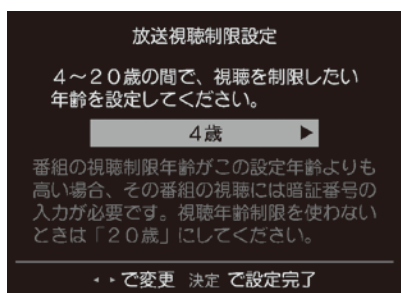 放送視聴制限設定
4～20歳の間で、視聴を制限したい
年齢を設定してください。
4歳 ▶
番組の視聴制限年齢がこの設定年齢よりも
高い場合、その番組の視聴には暗証番号の
入力が必要です。視聴年齢制限を使わない
ときは「20歳」にしてください。
◂ ▸ で変更 決定 で設定完了